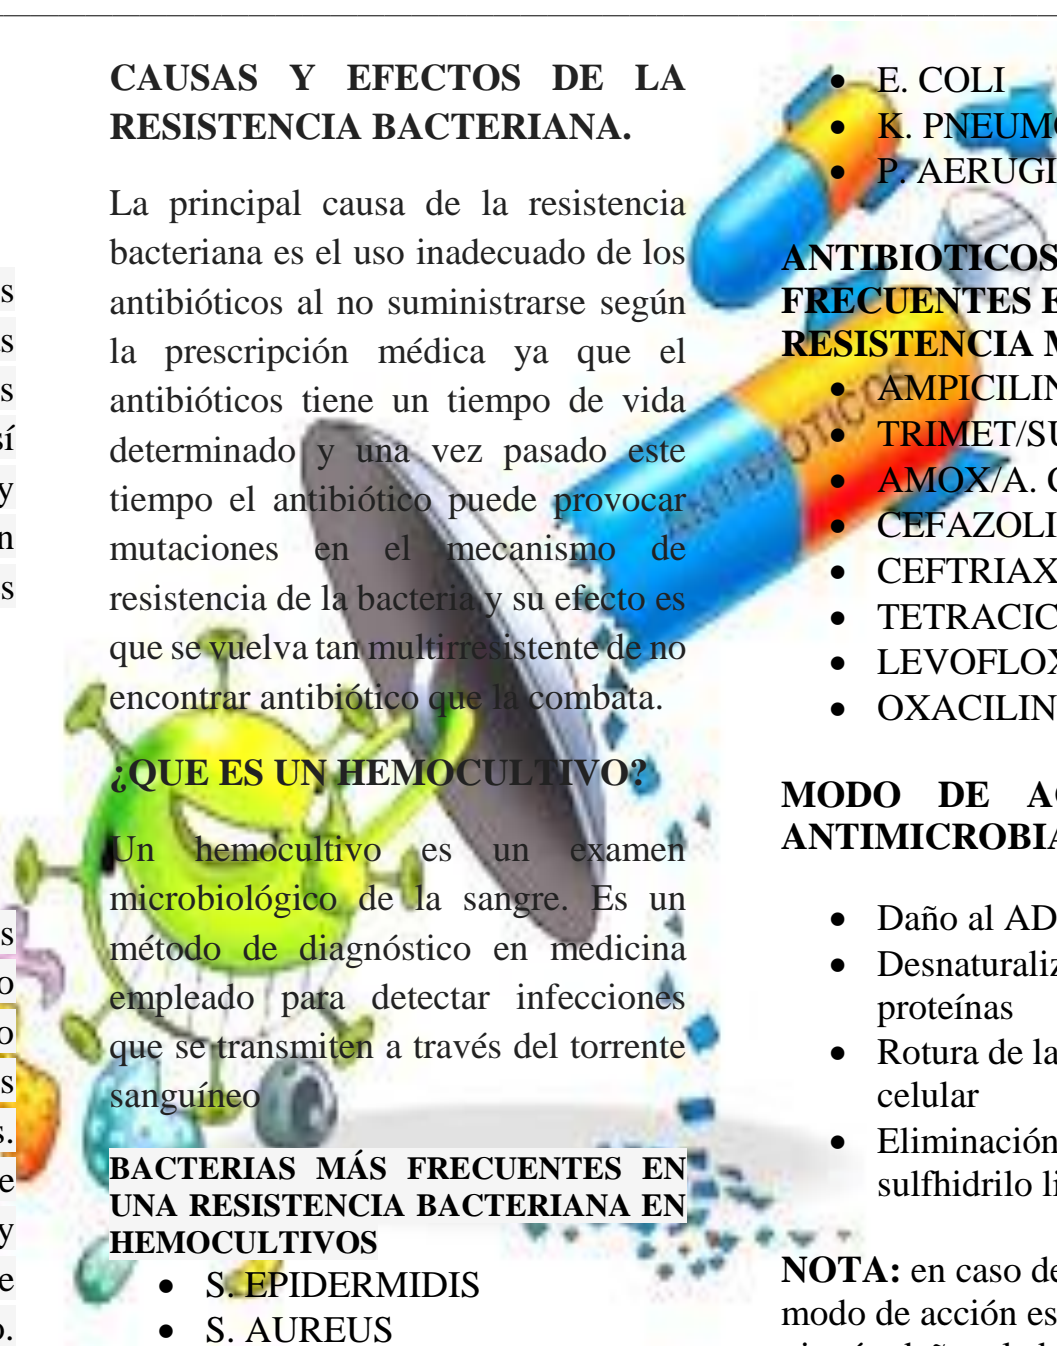 s
s
s
sí
y
n
s
s
o
o
s
s.
e
y
e
o.
CAUSAS Y EFECTOS DE LA
RESISTENCIA BACTERIANA.
La principal causa de la resistencia
bacteriana es el uso inadecuado de los
antibióticos al no suministrarse según
la prescripción médica ya que el
antibióticos tiene un tiempo de vida
determinado y una vez pasado este
tiempo el antibiótico puede provocar
mutaciones en el mecanismo de
resistencia de la bacteria y su efecto es
que se vuelva tan multirresistente de no
encontrar antibiótico que la combata.
¿QUE ES UN HEMOCULTIVO?
Un hemocultivo es un examen
microbiológico de la sangre. Es un
método de diagnóstico en medicina
empleado para detectar infecciones
que se transmiten a través del torrente
sanguíneo
BACTERIAS MÁS FRECUENTES EN
UNA RESISTENCIA BACTERIANA EN
HEMOCULTIVOS
• S. EPIDERMIDIS
• S. AUREUS
• E. COLI
• K. PNEUMO
• P. AERUGI
ANTIBIOTICOS
FRECUENTES E
RESISTENCIA M
• AMPICILIN
• TRIMET/SU
• AMOX/A. C
• CEFAZOLI
• CEFTRIAX
• TETRACIC
• LEVOFLOX
• OXACILIN
ANTIBIÓTICOS
MODO DE AC
ANTIMICROBIA
• Daño al AD
• Desnaturaliz
proteínas
• Rotura de la
celular
• Eliminación
sulfhidrilo li
NOTA: en caso de
modo de acción es